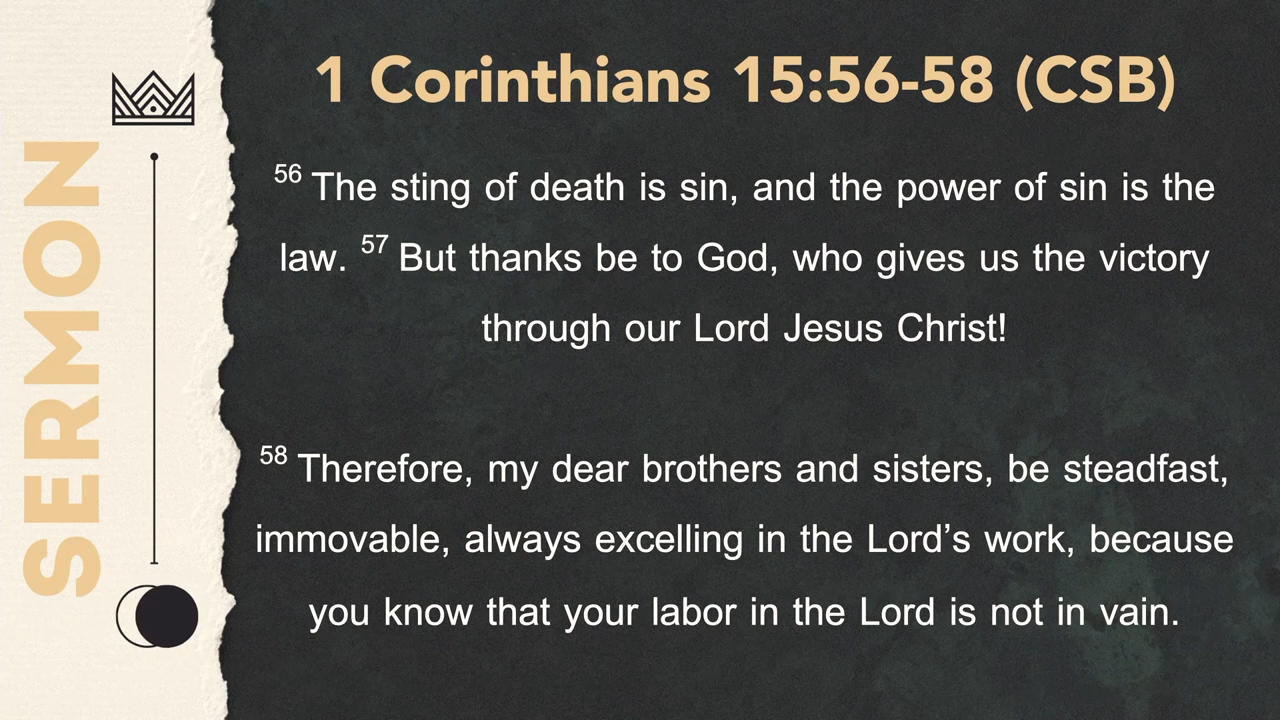 SERMON
1 Corinthians 15:56-58 (CSB)
56 The sting of death is sin, and the power of sin is the
law. 57 But thanks be to God, who gives us the victory
through our Lord Jesus Christ!
58 Therefore, my dear brothers and sisters, be steadfast,
immovable, always excelling in the Lord’s work, because
you know that your labor in the Lord is not in vain.